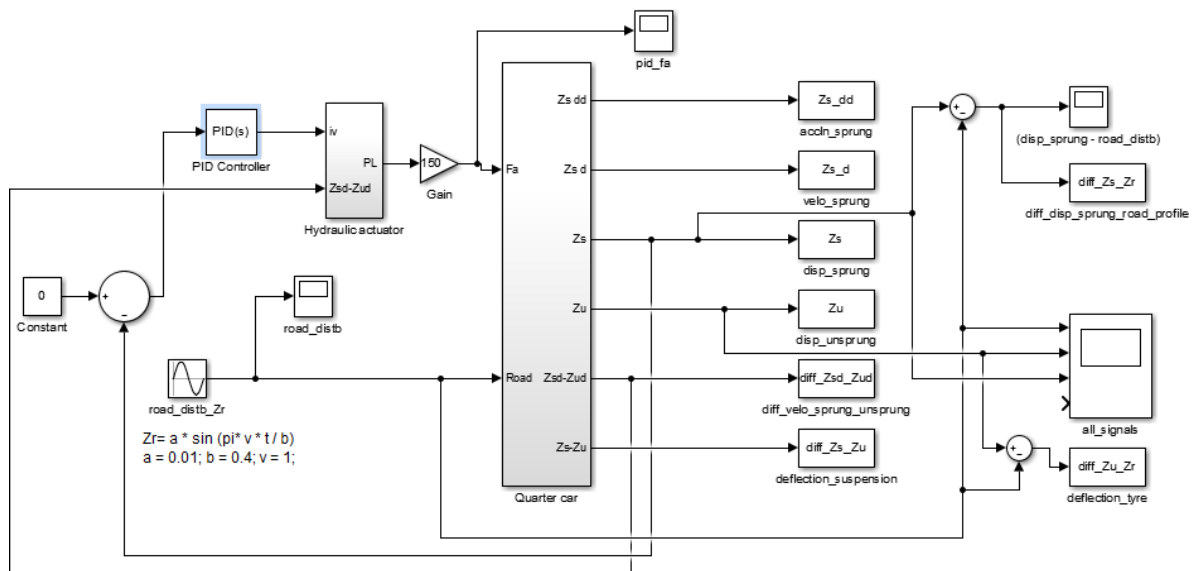 pid_fa
PID(s)
PID Controller
iv
PL
Zsd-Zud
Hydraulic actuator
150
Gain
Fa
Road
Zs dd
Zs d
Zs
Zu
Zsd-Zud
Zs-Zu
Quarter car
Zs_dd
accln_sprung
Zs_d
velo_sprung
Zs
disp_sprung
Zu
disp_unsprung
diff_Zsd_Zud
diff_velo_sprung_unsprung
diff_Zs_Zu
deflection_suspension
+
−
(disp_sprung - road_distb)
diff_Zs_Zr
diff_disp_sprung_road_profile
0
Constant
+
−
road_distb
road_distb_Zr
Zr= a * sin (pi* v * t / b)
a = 0.01; b = 0.4; v = 1;
all_signals
+
−
diff_Zu_Zr
deflection_tyre